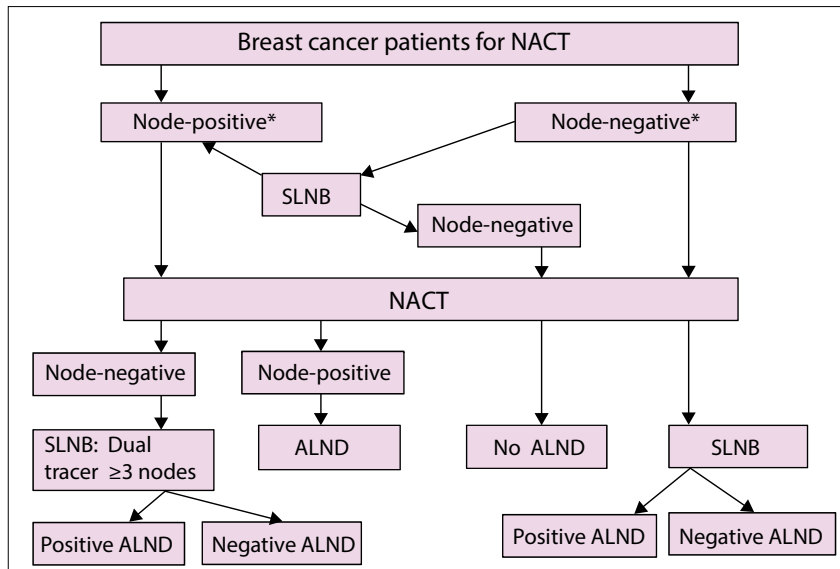 Breast cancer patients for NACT
Node-positive*
Node-negative*
SLNB
Node-negative
NACT
Node-negative
Node-positive
SLNB: Dual
tracer ≥3 nodes
ALND
No ALND
SLNB
Positive ALND
Negative ALND
Positive ALND
Negative ALND